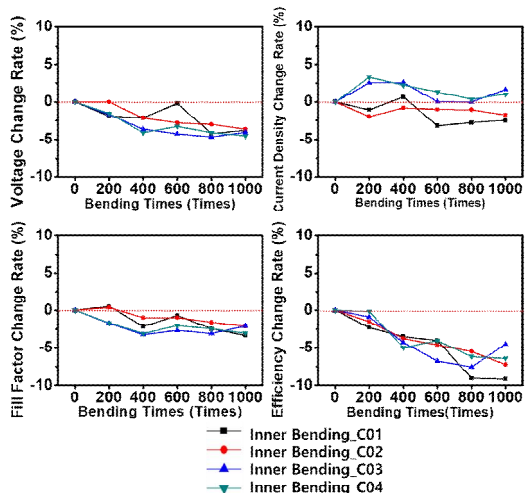 10
5
0
-5
-10
Voltage Change Rate (%)
0 200 400 600 800 1000
Bending Times (Times)
10
5
0
-5
-10
Current Density Change Rate (%)
0 200 400 600 800 1000
Bending Times (Times)
10
5
0
-5
-10
Fill Factor Change Rate (%)
0 200 400 600 800 1000
Bending Times (Times)
10
5
0
-5
-10
Efficiency Change Rate (%)
0 200 400 600 800 1000
Bending Times(Times)
Inner Bending_C01
Inner Bending_C02
Inner Bending_C03
Inner Bending_C04